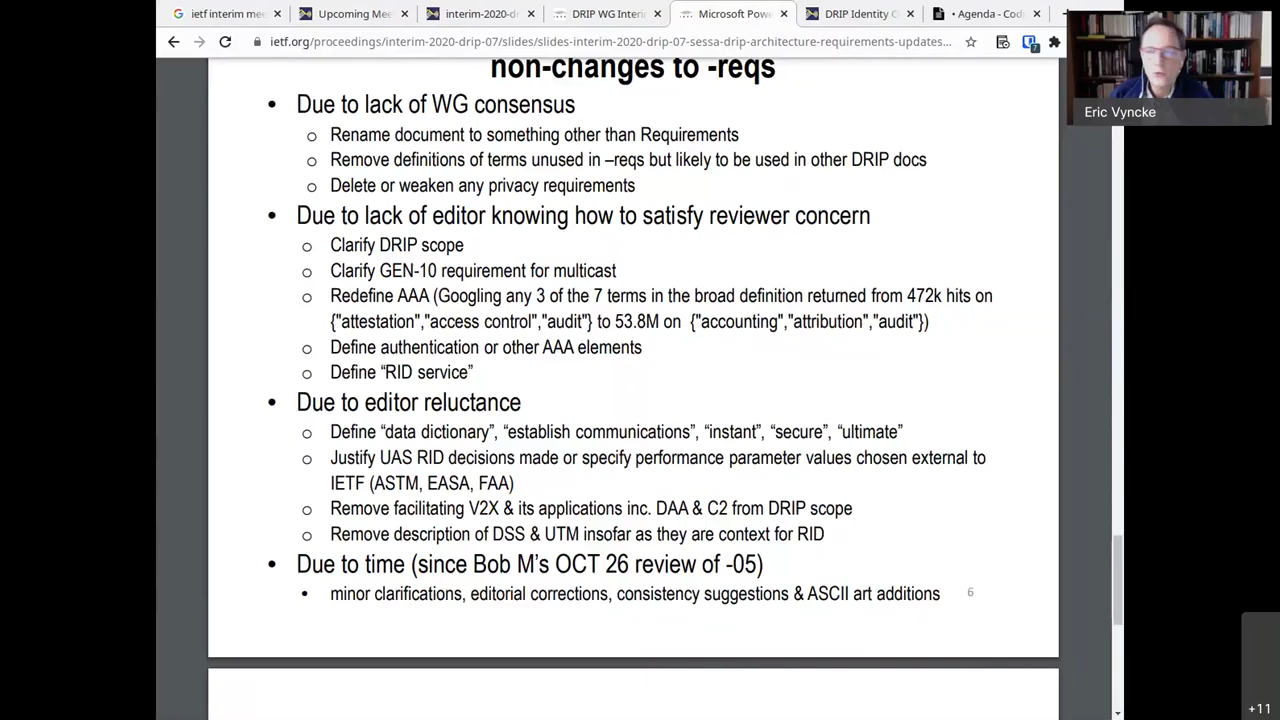 ietf interim mee
Upcoming Mee
interim-2020-d
DRIP WG Inter
Microsoft Pow
DRIP Identity C
• Agenda - Cod
ietf.org/proceedings/interim-2020-drip-07/slides/slides-interim-2020-drip-07-sessa-drip-architecture-requirements-updates...
Eric Vyncke
non-changes to -reqs
• Due to lack of WG consensus
o Rename document to something other than Requirements
o Remove definitions of terms unused in –reqs but likely to be used in other DRIP docs
o Delete or weaken any privacy requirements
• Due to lack of editor knowing how to satisfy reviewer concern
o Clarify DRIP scope
o Clarify GEN-10 requirement for multicast
o Redefine AAA (Googling any 3 of the 7 terms in the broad definition returned from 472k hits on
{"attestation","access control","audit"} to 53.8M on {"accounting","attribution","audit"})
o Define authentication or other AAA elements
o Define “RID service”
• Due to editor reluctance
o Define “data dictionary”, “establish communications”, “instant”, “secure”, “ultimate”
o Justify UAS RID decisions made or specify performance parameter values chosen external to
IETF (ASTM, EASA, FAA)
o Remove facilitating V2X & its applications inc. DAA & C2 from DRIP scope
o Remove description of DSS & UTM insofar as they are context for RID
• Due to time (since Bob M’s OCT 26 review of -05)
• minor clarifications, editorial corrections, consistency suggestions & ASCII art additions
6
+11